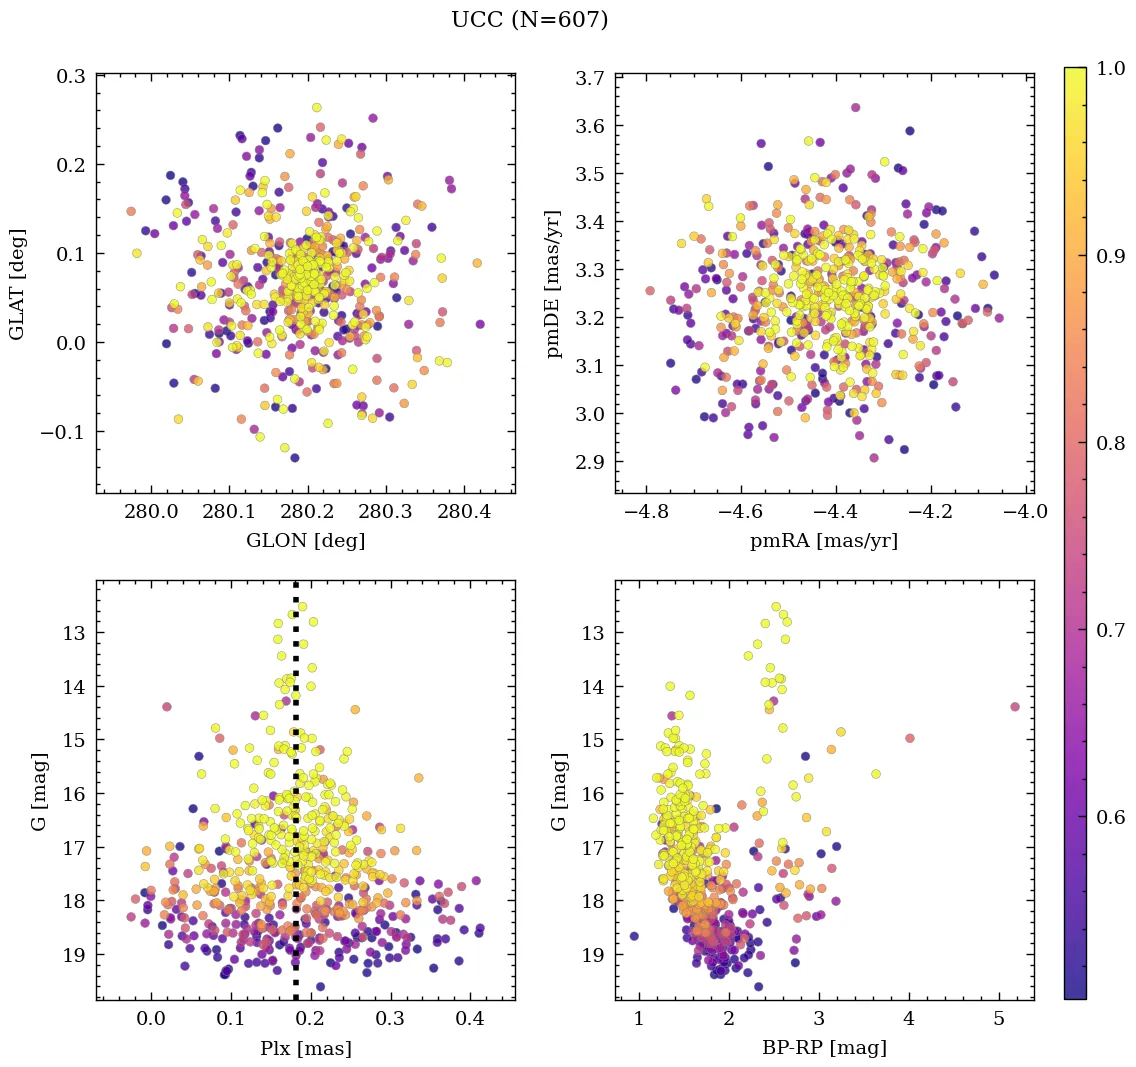 UCC (N=607)
0.3
0.2
0.1
0.0
−0.1
GLAT [deg]
280.0 280.1 280.2 280.3 280.4
GLON [deg]
3.7
3.6
3.5
3.4
3.3
3.2
3.1
3.0
2.9
pmDE [mas/yr]
−4.8 −4.6 −4.4 −4.2 −4.0
pmRA [mas/yr]
13
14
15
16
17
18
19
G [mag]
0.0 0.1 0.2 0.3 0.4
Plx [mas]
13
14
15
16
17
18
19
G [mag]
1 2 3 4 5
BP-RP [mag]
1.0
0.9
0.8
0.7
0.6